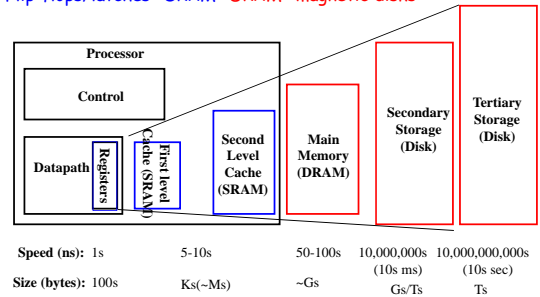 Flip-flops/latches SRAM DRAM magnetic disks
Processor
Control
Datapath
Registers
First level
Cache (SRAM)
Second
Level
Cache
(SRAM)
Main
Memory
(DRAM)
Secondary
Storage
(Disk)
Tertiary
Storage
(Disk)
Speed (ns): 1s 5-10s 50-100s 10,000,000s 10,000,000,000s
(10s ms) (10s sec)
Size (bytes): 100s Ks(~Ms) ~Gs Gs/Ts Ts